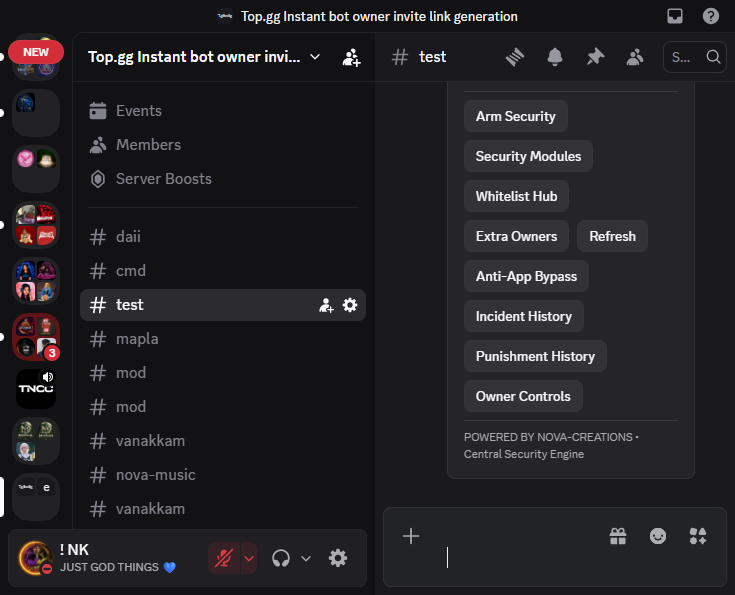 Top.gg Instant bot owner invite link generation
NEW
Top.gg Instant bot owner invi...
Events
Members
Server Boosts
daii
cmd
test
mapla
mod
mod
vanakkam
nova-music
vanakkam
3
TNCC
e
! NK
JUST GOD THINGS 💙
test
S...
Arm Security
Security Modules
Whitelist Hub
Extra Owners Refresh
Anti-App Bypass
Incident History
Punishment History
Owner Controls
POWERED BY NOVA-CREATIONS •
Central Security Engine